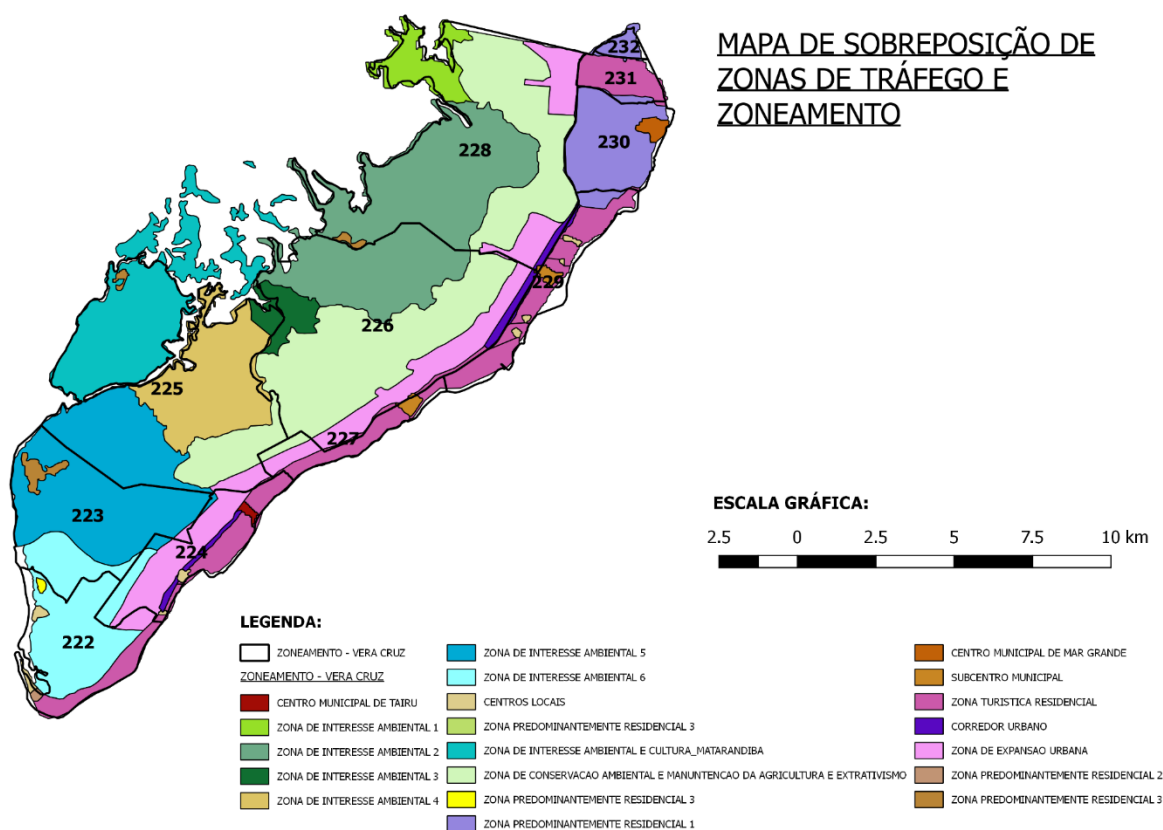 MAPA DE SOBREPOSIÇÃO DE
ZONAS DE TRÁFEGO E
ZONEAMENTO
232
231
230
228
229
226
225
227
223
224
222
ESCALA GRÁFICA:
2.5 0 2.5 5 7.5 10 km
LEGENDA:
ZONEAMENTO - VERA CRUZ
ZONEAMENTO - VERA CRUZ
CENTRO MUNICIPAL DE TAIRU
ZONA DE INTERESSE AMBIENTAL 1
ZONA DE INTERESSE AMBIENTAL 2
ZONA DE INTERESSE AMBIENTAL 3
ZONA DE INTERESSE AMBIENTAL 4
ZONA DE INTERESSE AMBIENTAL 5
ZONA DE INTERESSE AMBIENTAL 6
CENTROS LOCAIS
ZONA PREDOMINANTEMENTE RESIDENCIAL 3
ZONA DE INTERESSE AMBIENTAL E CULTURA_MATARANDIBA
ZONA DE CONSERVACAO AMBIENTAL E MANUNTENCAO DA AGRICULTURA E EXTRATIVISMO
ZONA PREDOMINANTEMENTE RESIDENCIAL 3
ZONA PREDOMINANTEMENTE RESIDENCIAL 1
CENTRO MUNICIPAL DE MAR GRANDE
SUBCENTRO MUNICIPAL
ZONA TURISTICA RESIDENCIAL
CORREDOR URBANO
ZONA DE EXPANSAO URBANA
ZONA PREDOMINANTEMENTE RESIDENCIAL 2
ZONA PREDOMINANTEMENTE RESIDENCIAL 3